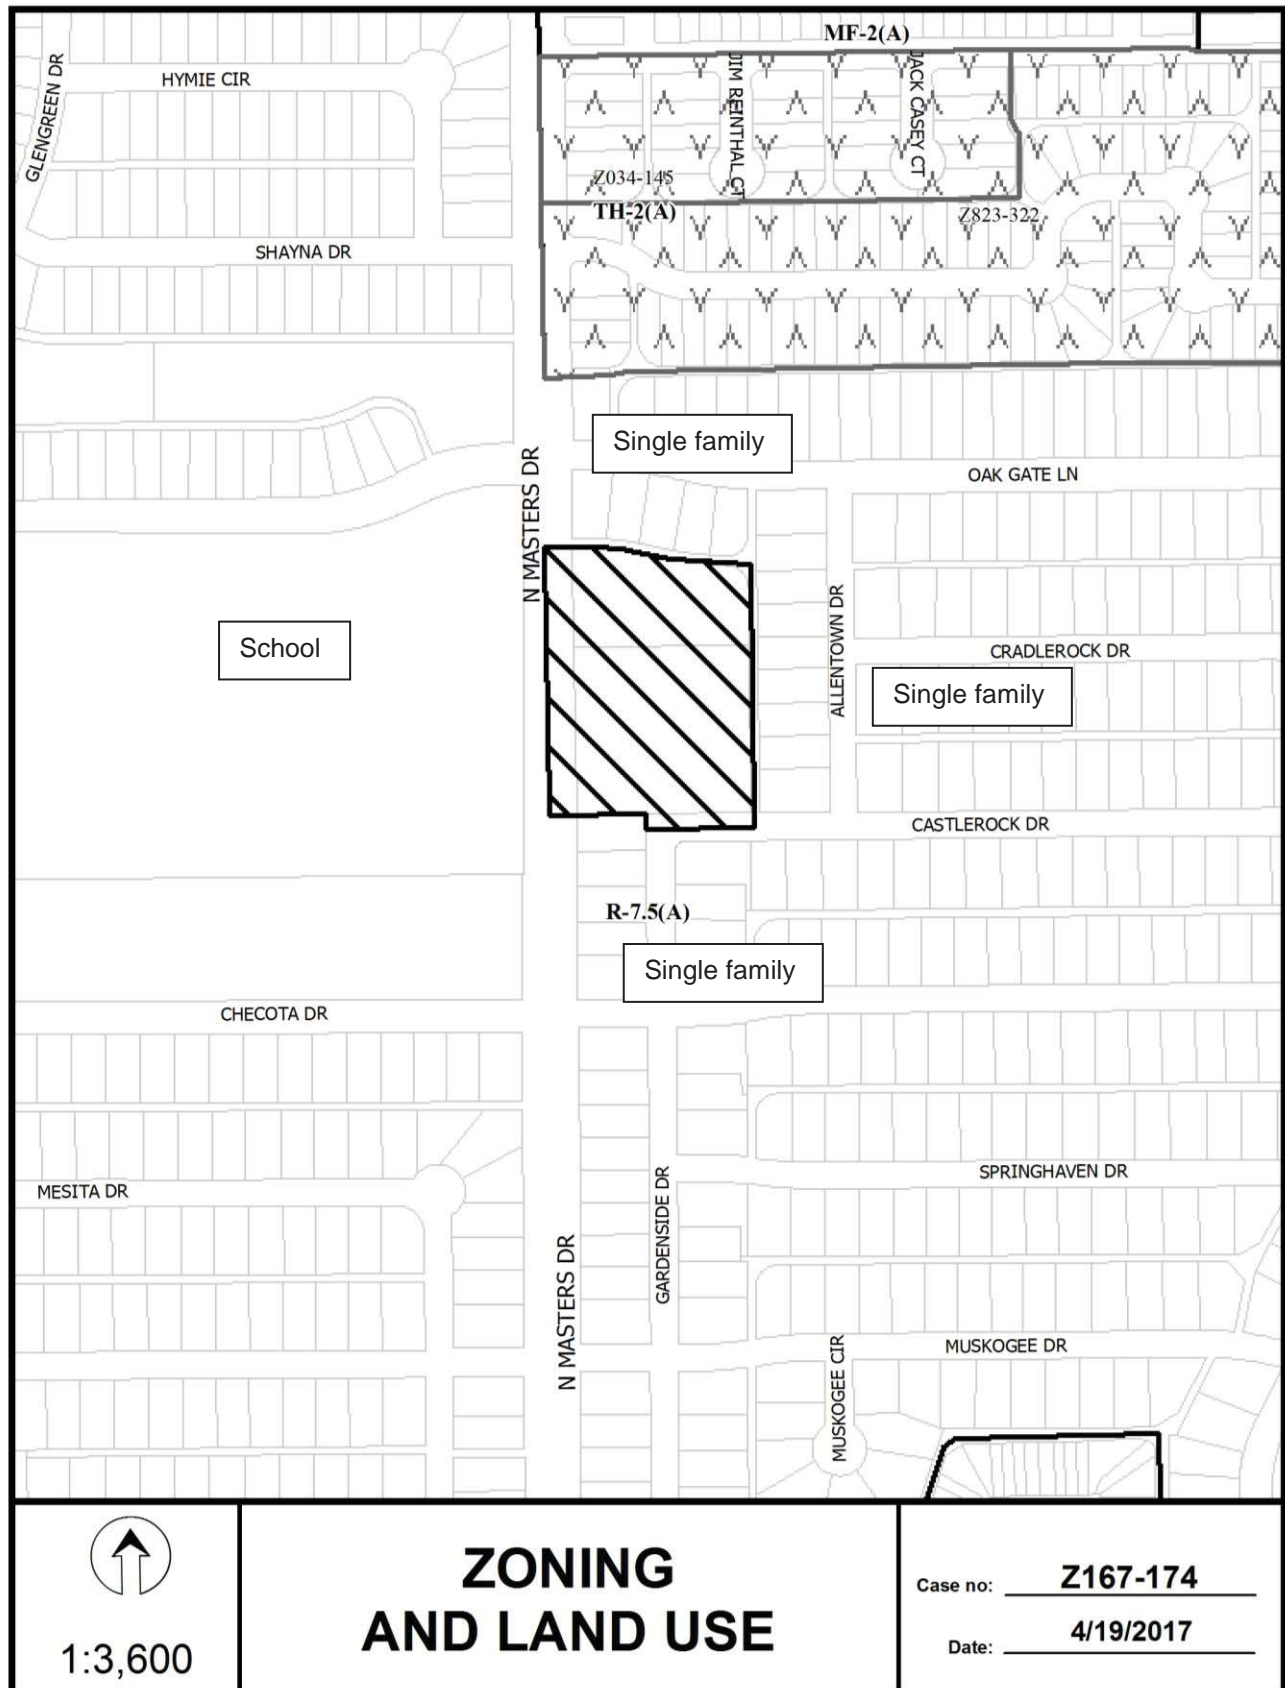 MF-2(A)
HYMIE CIR
GLENGREEN DR
JIM REINTHAL CT
JACK CASEY CT
Z034-145
TH-2(A)
Z823-322
SHAYNA DR
Single family
OAK GATE LN
N MASTERS DR
School
ALLENTOWN DR
CRADLEROCK DR
Single family
CASTLEROCK DR
R-7.5(A)
Single family
CHECOTA DR
SPRINGHAVEN DR
MESITA DR
GARDENSIDE DR
N MASTERS DR
MUSKOGEE CIR
MUSKOGEE DR
1:3,600
ZONING
AND LAND USE
Case no: Z167-174
Date: 4/19/2017